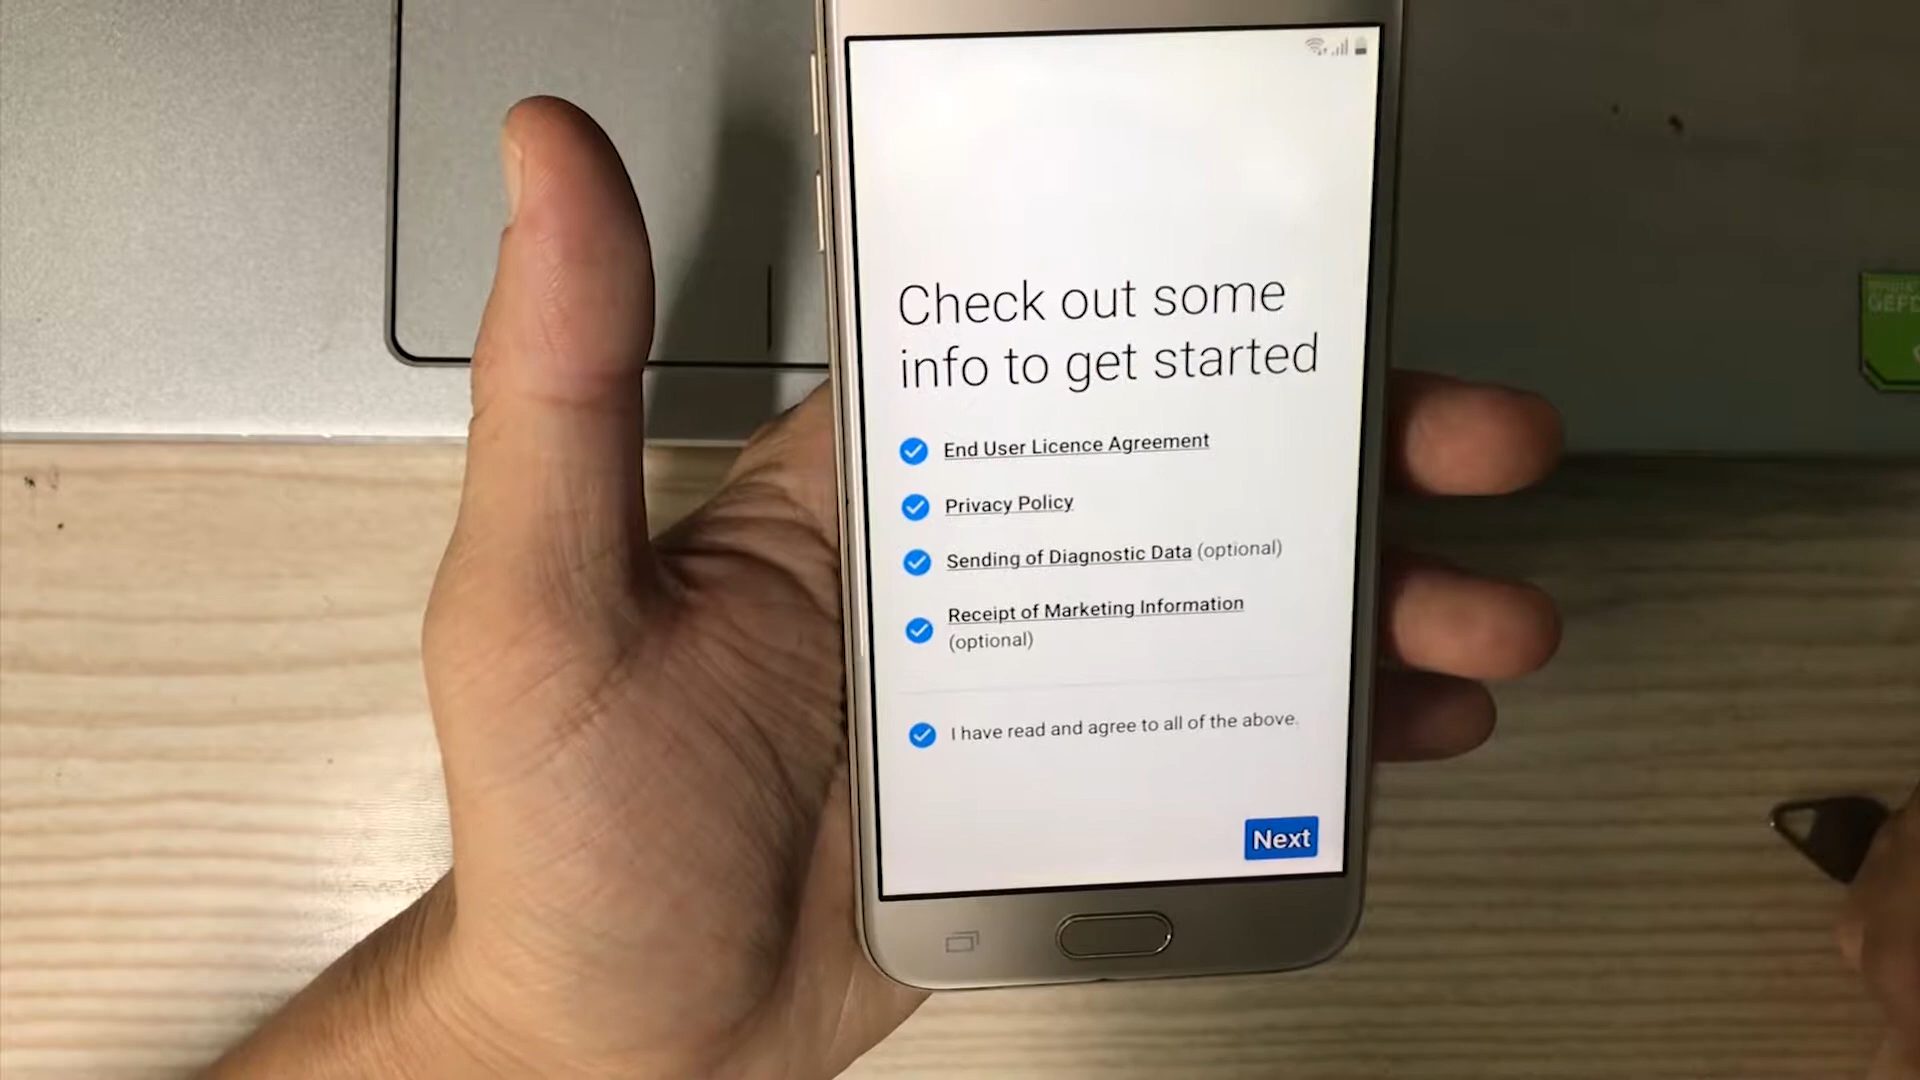 Check out some
info to get started
End User Licence Agreement
Privacy Policy
Sending of Diagnostic Data (optional)
Receipt of Marketing Information
(optional)
I have read and agree to all of the above.
Next